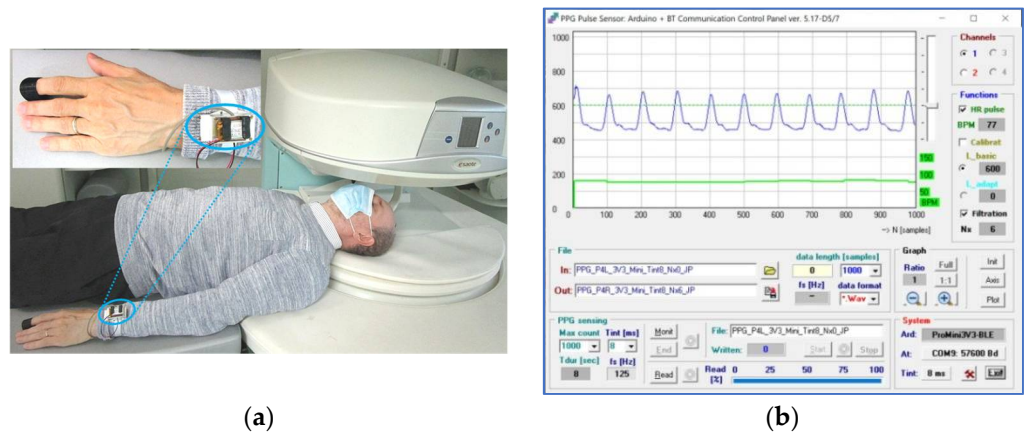 PPG Pulse Sensor: Arduino + BT Communication Control Panel ver. 5.17-D5/7
1000
800
600
400
200
0
0 100 200 300 400 500 600 700 800 900 1000
--> N [samples]
150
100
50
BPM
Channels
1 3
2 4
Functions
HR pulse
BPM 77
Calibrat
L_basic
600
L_adapt
0
Filtration
Nx 6
File
In: PPG_P4L_3V3_Mini_Tint8_Nx0_JP
Out: PPG_P4R_3V3_Mini_Tint8_Nx6_JP
data length [samples]
0 1000
fs [Hz] data format
– *.Wav
Graph
Ratio Full Init
1 1:1 Axis
Plot
PPG sensing
Max count Tint [ms]
1000 8
Tdur [sec] fs [Hz]
8 125
Monit
End
Read
File: PPG_P4L_3V3_Mini_Tint8_Nx0_JP
Written: 0 Start Stop
Read [%] 0 25 50 75 100
System
Ard: ProMini3V3-BLE
At: COM9: 57600 Bd
Tint: 8 ms Exit
(a) (b)